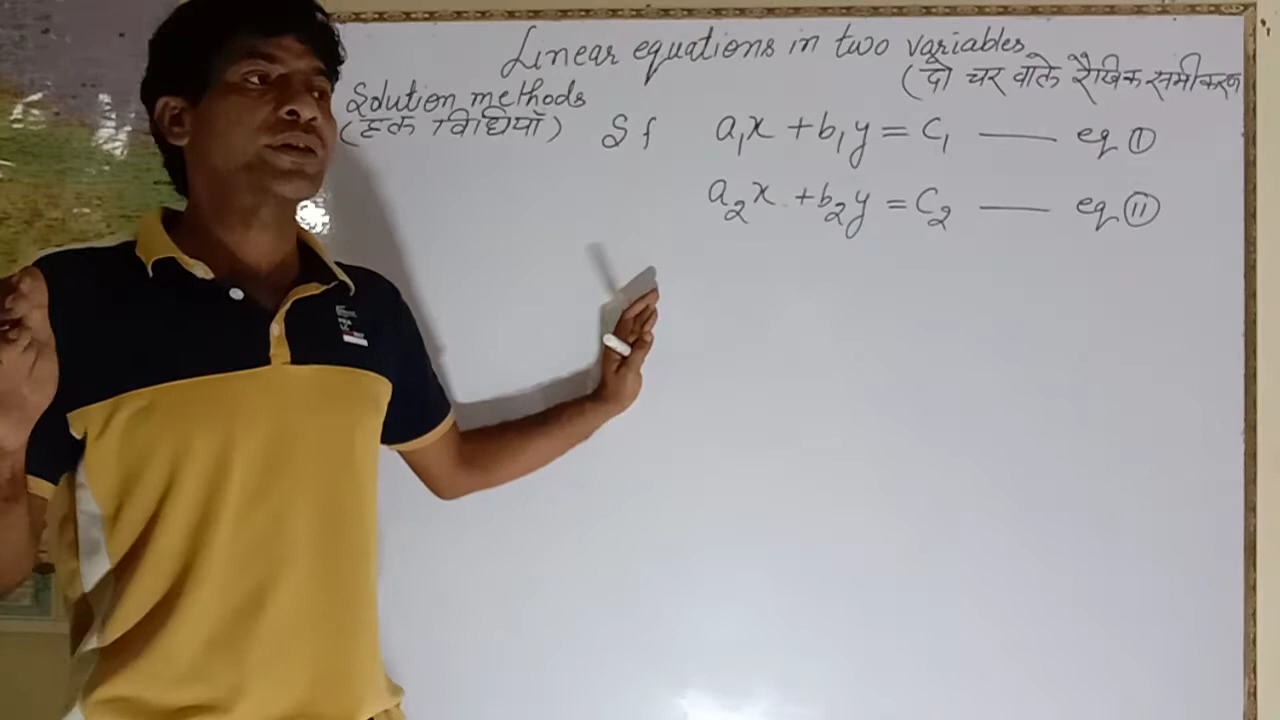 Linear equations in two variables
(दो चर वाले रैखिक समीकरण
Solution methods
(हल विधियाँ)
If a₁x + b₁y = c₁ — eq ①
a₂x + b₂y = c₂ — eq ⑪